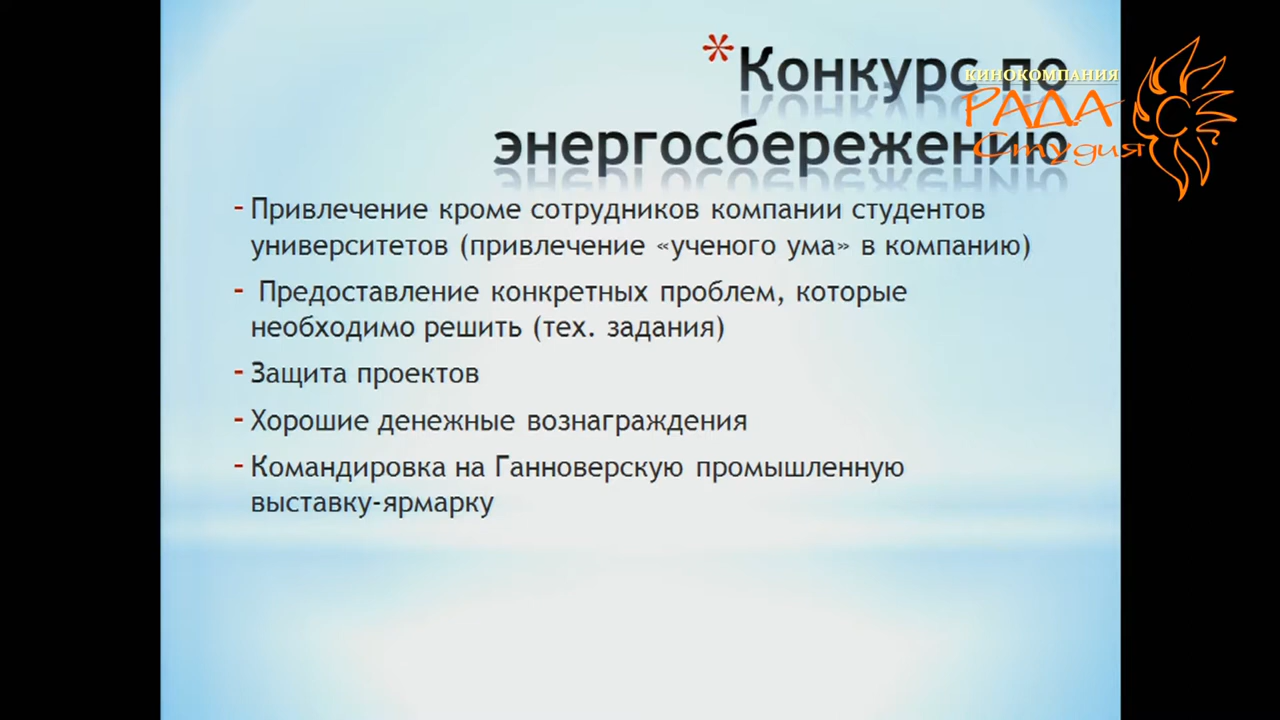 *Конкурс по
энергосбережению
КИНОКОМПАНИЯ
РАДА
Студия
- Привлечение кроме сотрудников компании студентов
университетов (привлечение «ученого ума» в компанию)
- Предоставление конкретных проблем, которые
необходимо решить (тех. задания)
- Защита проектов
- Хорошие денежные вознаграждения
- Командировка на Ганноверскую промышленную
выставку-ярмарку